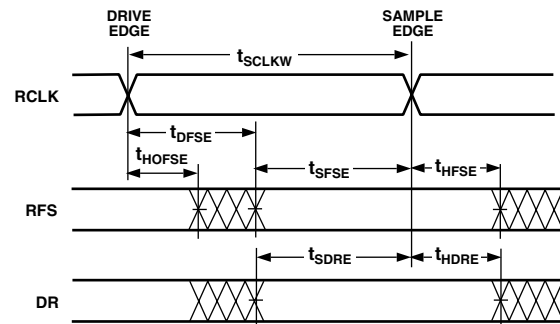 DRIVE EDGE
SAMPLE EDGE
tSCLKW
RCLK
tDFSE
tHOFSE
tSFSE
tHFSE
RFS
tSDRE
tHDRE
DR